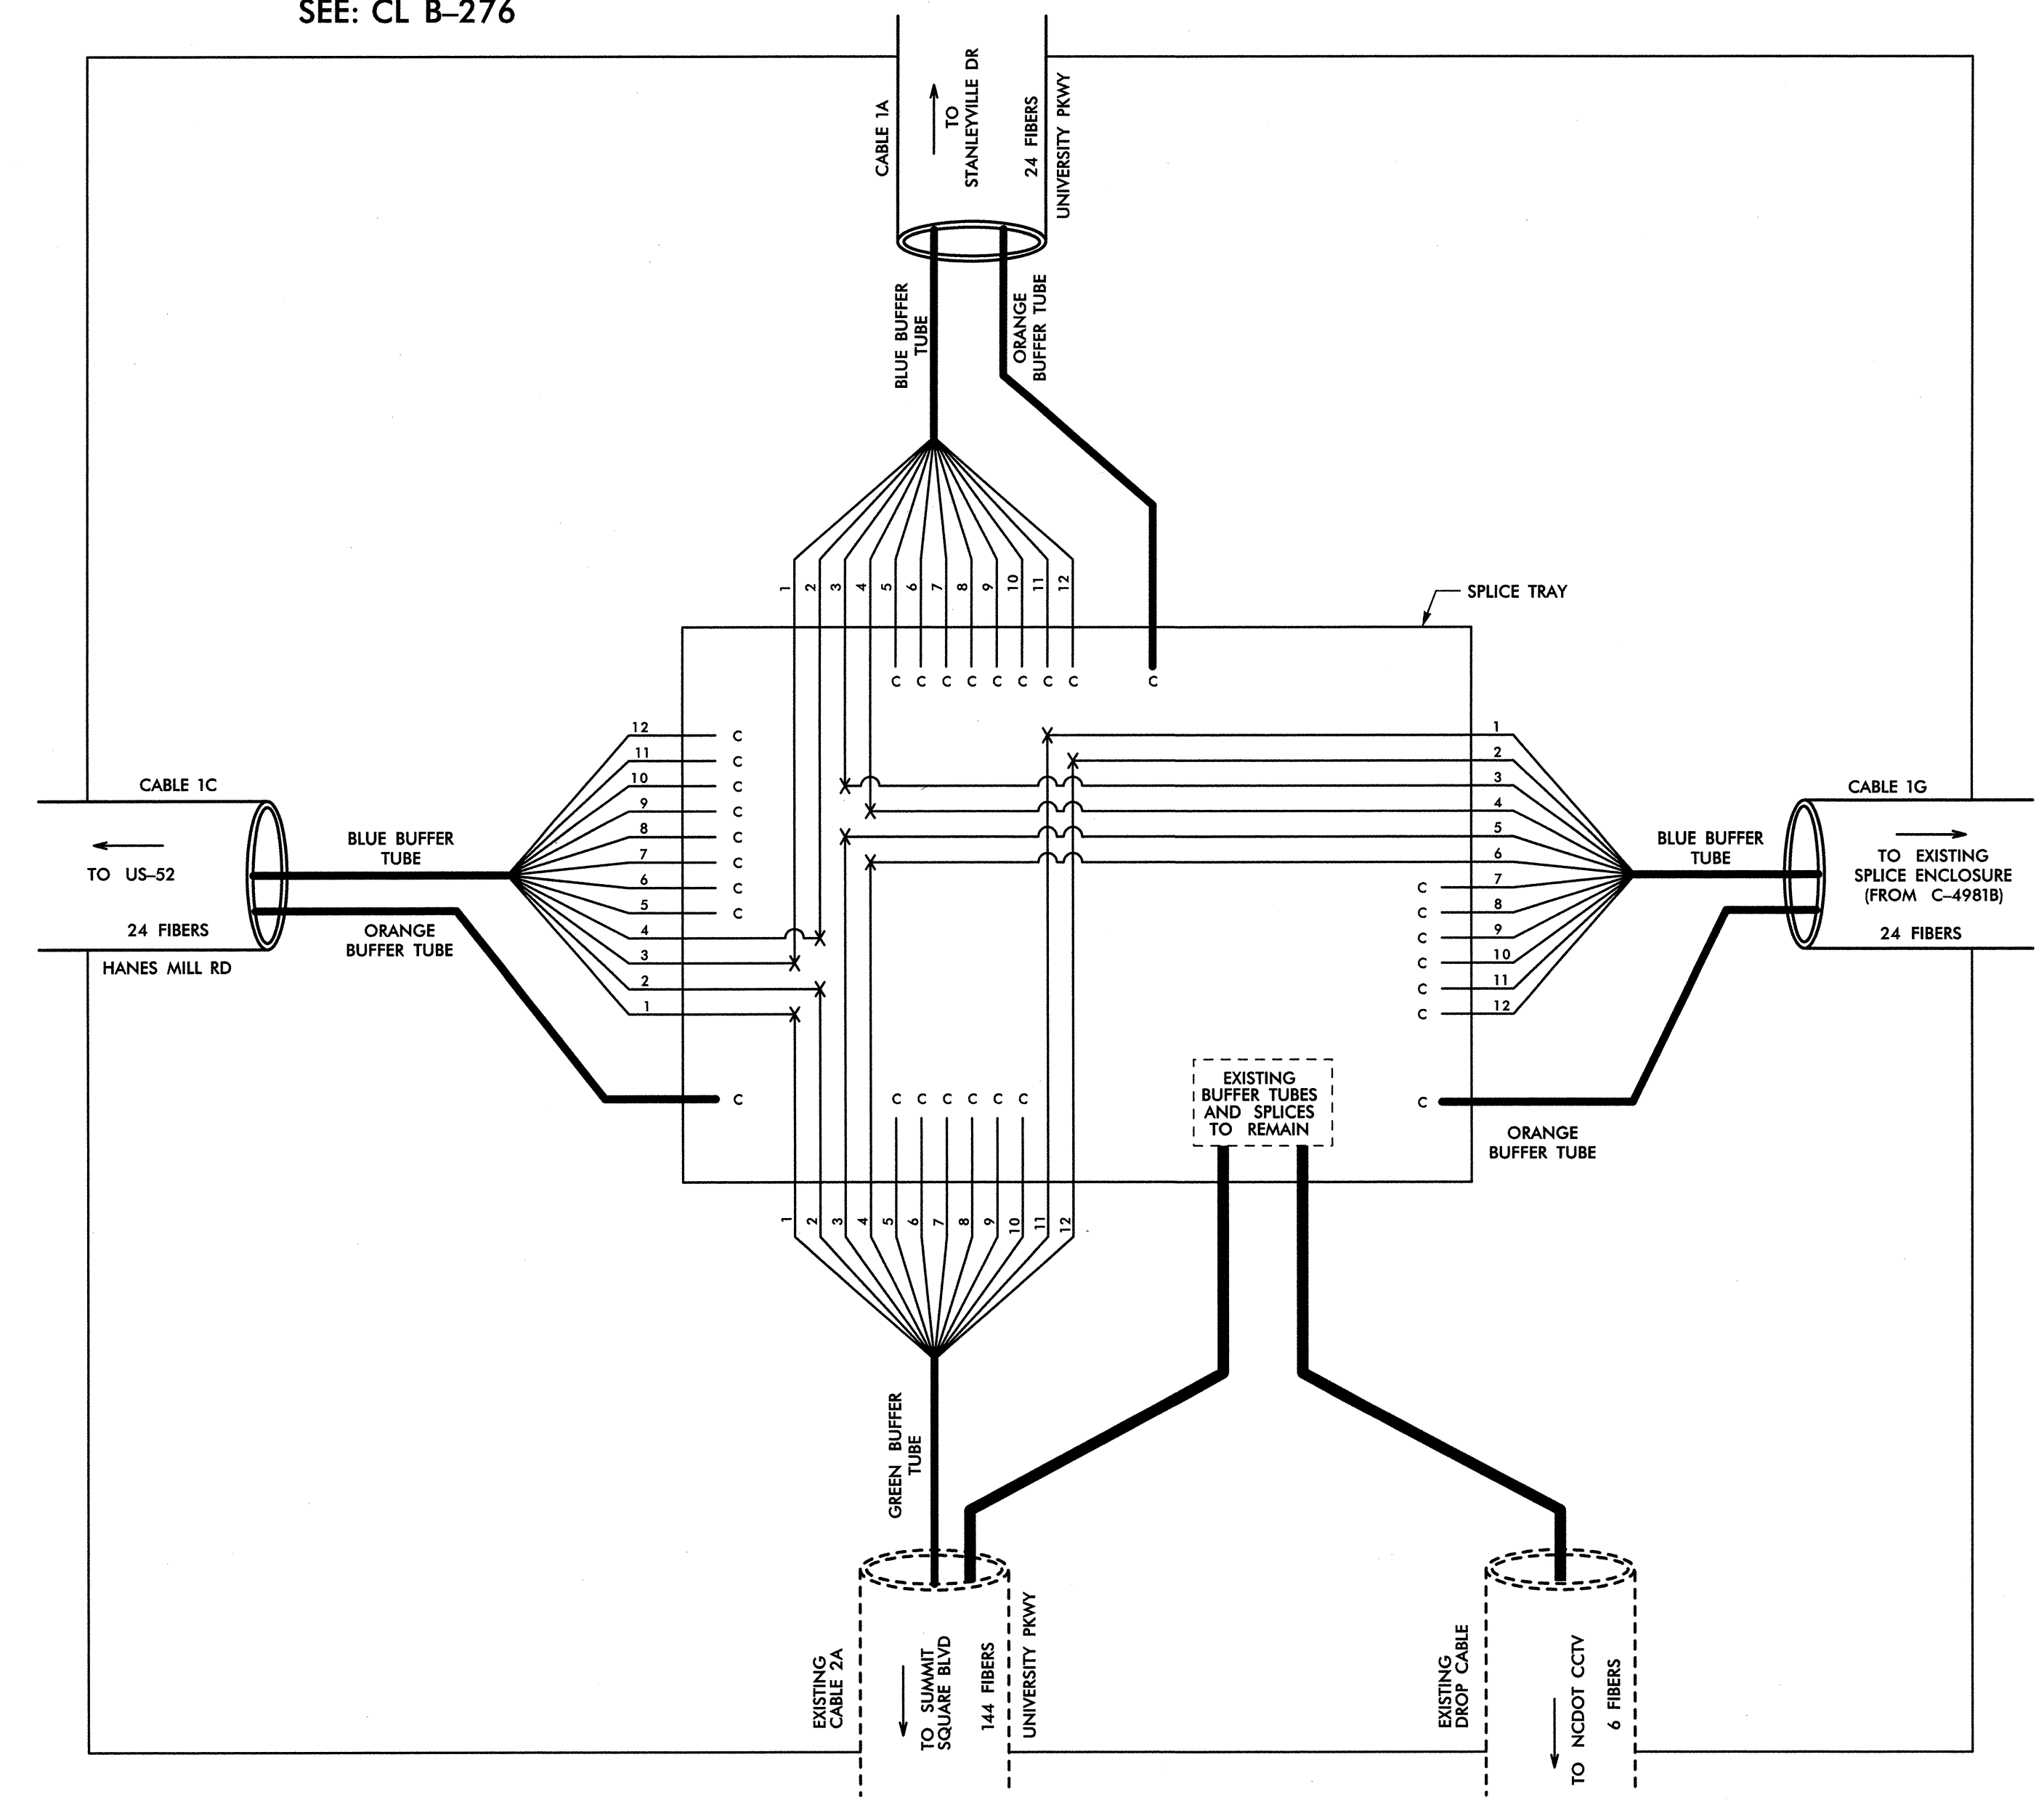 SEE: CL B–276
CABLE 1A
TO
STANLEYVILLE DR
24 FIBERS
UNIVERSITY PKWY
BLUE BUFFER
TUBE
ORANGE
BUFFER TUBE
1 2 3 4 5 6 7 8 9 10 11 12
SPLICE TRAY
C C C C C C C C C
CABLE 1C
TO US–52
24 FIBERS
HANES MILL RD
BLUE BUFFER
TUBE
ORANGE
BUFFER TUBE
12 C
11 C
10 C
9 C
8 C
7 C
6 C
5 C
4
3
2
1
C
1
2
3
4
5
6
C 7
C 8
C 9
C 10
C 11
C 12
C
BLUE BUFFER
TUBE
ORANGE
BUFFER TUBE
CABLE 1G
TO EXISTING
SPLICE ENCLOSURE
(FROM C–4981B)
24 FIBERS
C C C C C C
EXISTING
BUFFER TUBES
AND SPLICES
TO REMAIN
1 2 3 4 5 6 7 8 9 10 11 12
GREEN BUFFER
TUBE
EXISTING
CABLE 2A
TO SUMMIT
SQUARE BLVD
144 FIBERS
UNIVERSITY PKWY
EXISTING
DROP CABLE
TO NCDOT CCTV
6 FIBERS